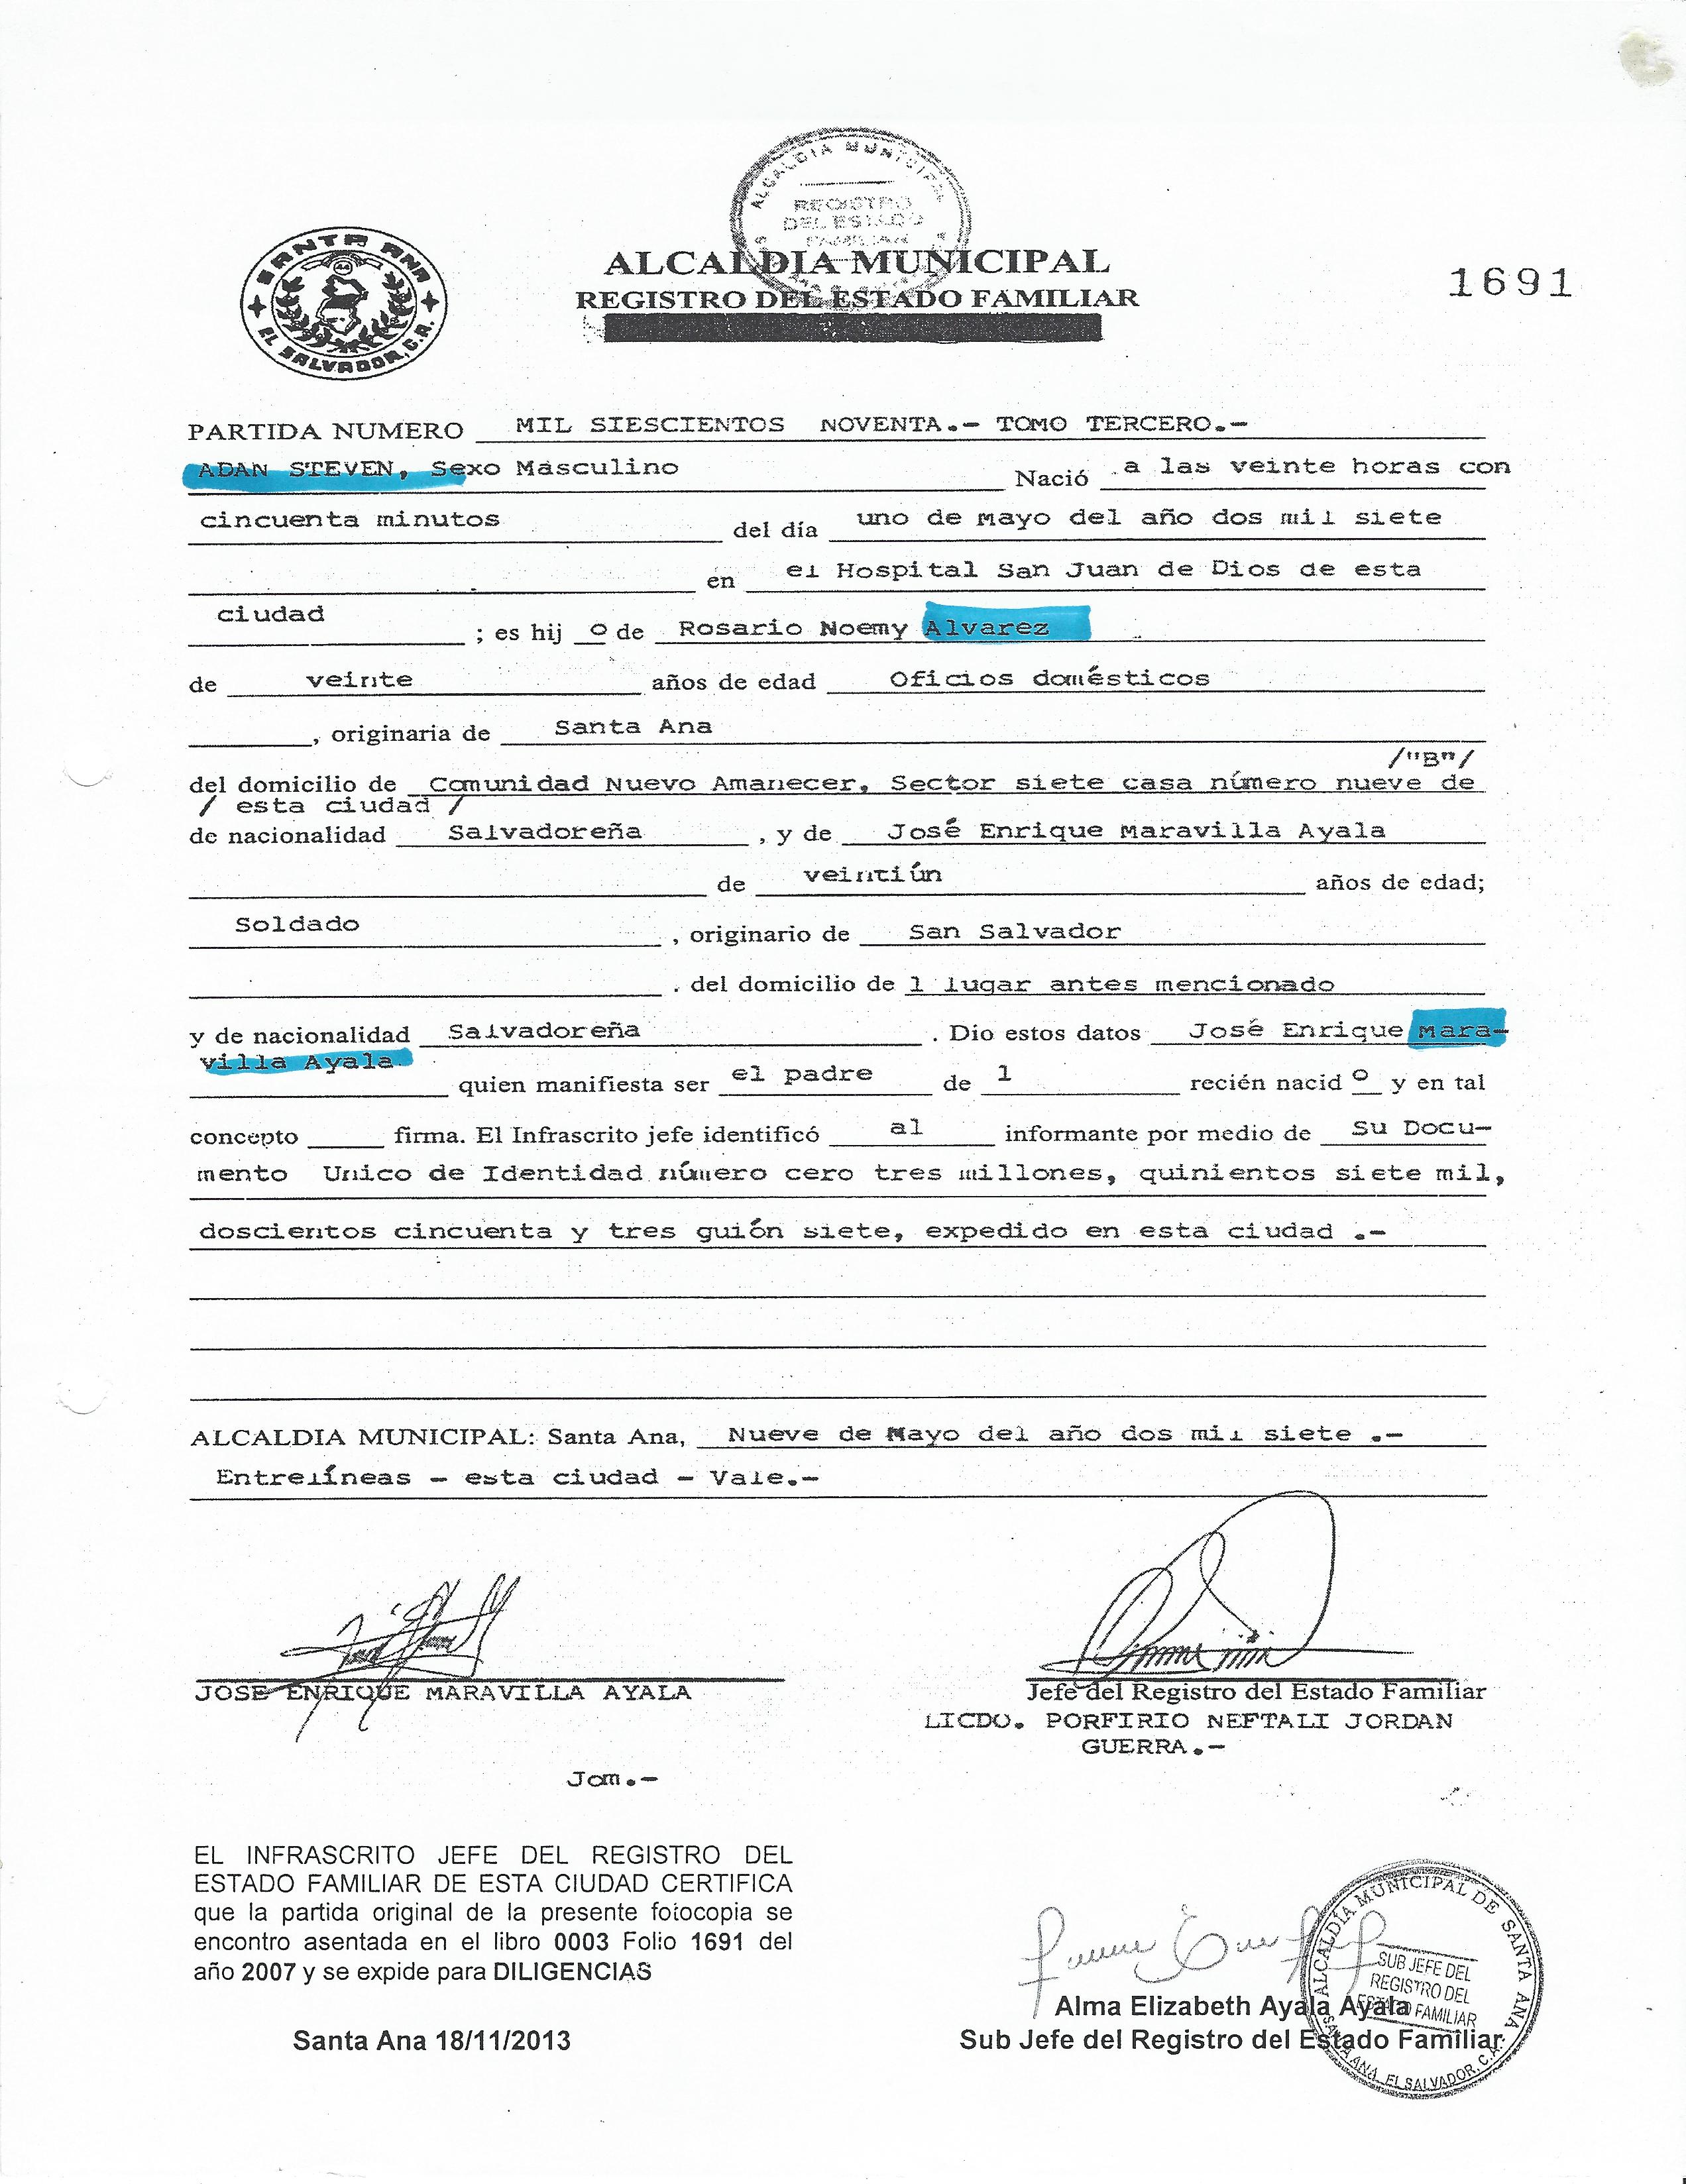 ALCALDIA MUNICIPAL
REGISTRO DEL ESTADO FAMILIAR
SANTA ANA
EL SALVADOR, C.A.
ALCALDIA MUNICIPAL
REGISTRO DEL ESTADO FAMILIAR
1691
PARTIDA NUMERO MIL SIESCIENTOS NOVENTA.- TOMO TERCERO.-
ADAN STEVEN, Sexo Masculino Nació a las veinte horas con
cincuenta minutos del día uno de Mayo del año dos mil siete
en el Hospital San Juan de Dios de esta
ciudad ; es hij o de Rosario Noemy Alvarez
de veinte años de edad Oficios domésticos
, originaria de Santa Ana
/"B"/
del domicilio de Comunidad Nuevo Amanecer, Sector siete casa número nueve de
/ esta ciudad /
de nacionalidad Salvadoreña , y de José Enrique Maravilla Ayala
de veintiún años de edad;
Soldado , originario de San Salvador
. del domicilio de l lugar antes mencionado
y de nacionalidad Salvadoreña . Dio estos datos José Enrique Mara-
villa Ayala quien manifiesta ser el padre de l recién nacid o y en tal
concepto firma. El Infrascrito jefe identificó al informante por medio de Su Docu-
mento Unico de Identidad número cero tres millones, quinientos siete mil,
doscientos cincuenta y tres guión siete, expedido en esta ciudad .-
ALCALDIA MUNICIPAL: Santa Ana, Nueve de Mayo del año dos mil siete .-
Entrelíneas - esta ciudad - Vale.-
JOSE ENRIQUE MARAVILLA AYALA
Jefe del Registro del Estado Familiar
LICDO. PORFIRIO NEFTALI JORDAN
GUERRA.-
Jom.-
EL INFRASCRITO JEFE DEL REGISTRO DEL
ESTADO FAMILIAR DE ESTA CIUDAD CERTIFICA
que la partida original de la presente fotocopia se
encontro asentada en el libro 0003 Folio 1691 del
año 2007 y se expide para DILIGENCIAS
Santa Ana 18/11/2013
Alma Elizabeth Ayala Ayala
Sub Jefe del Registro del Estado Familiar
ALCALDÍA MUNICIPAL DE SANTA ANA
SUB JEFE DEL
REGISTRO DEL
ESTADO FAMILIAR
SANTA ANA, EL SALVADOR, C.A.